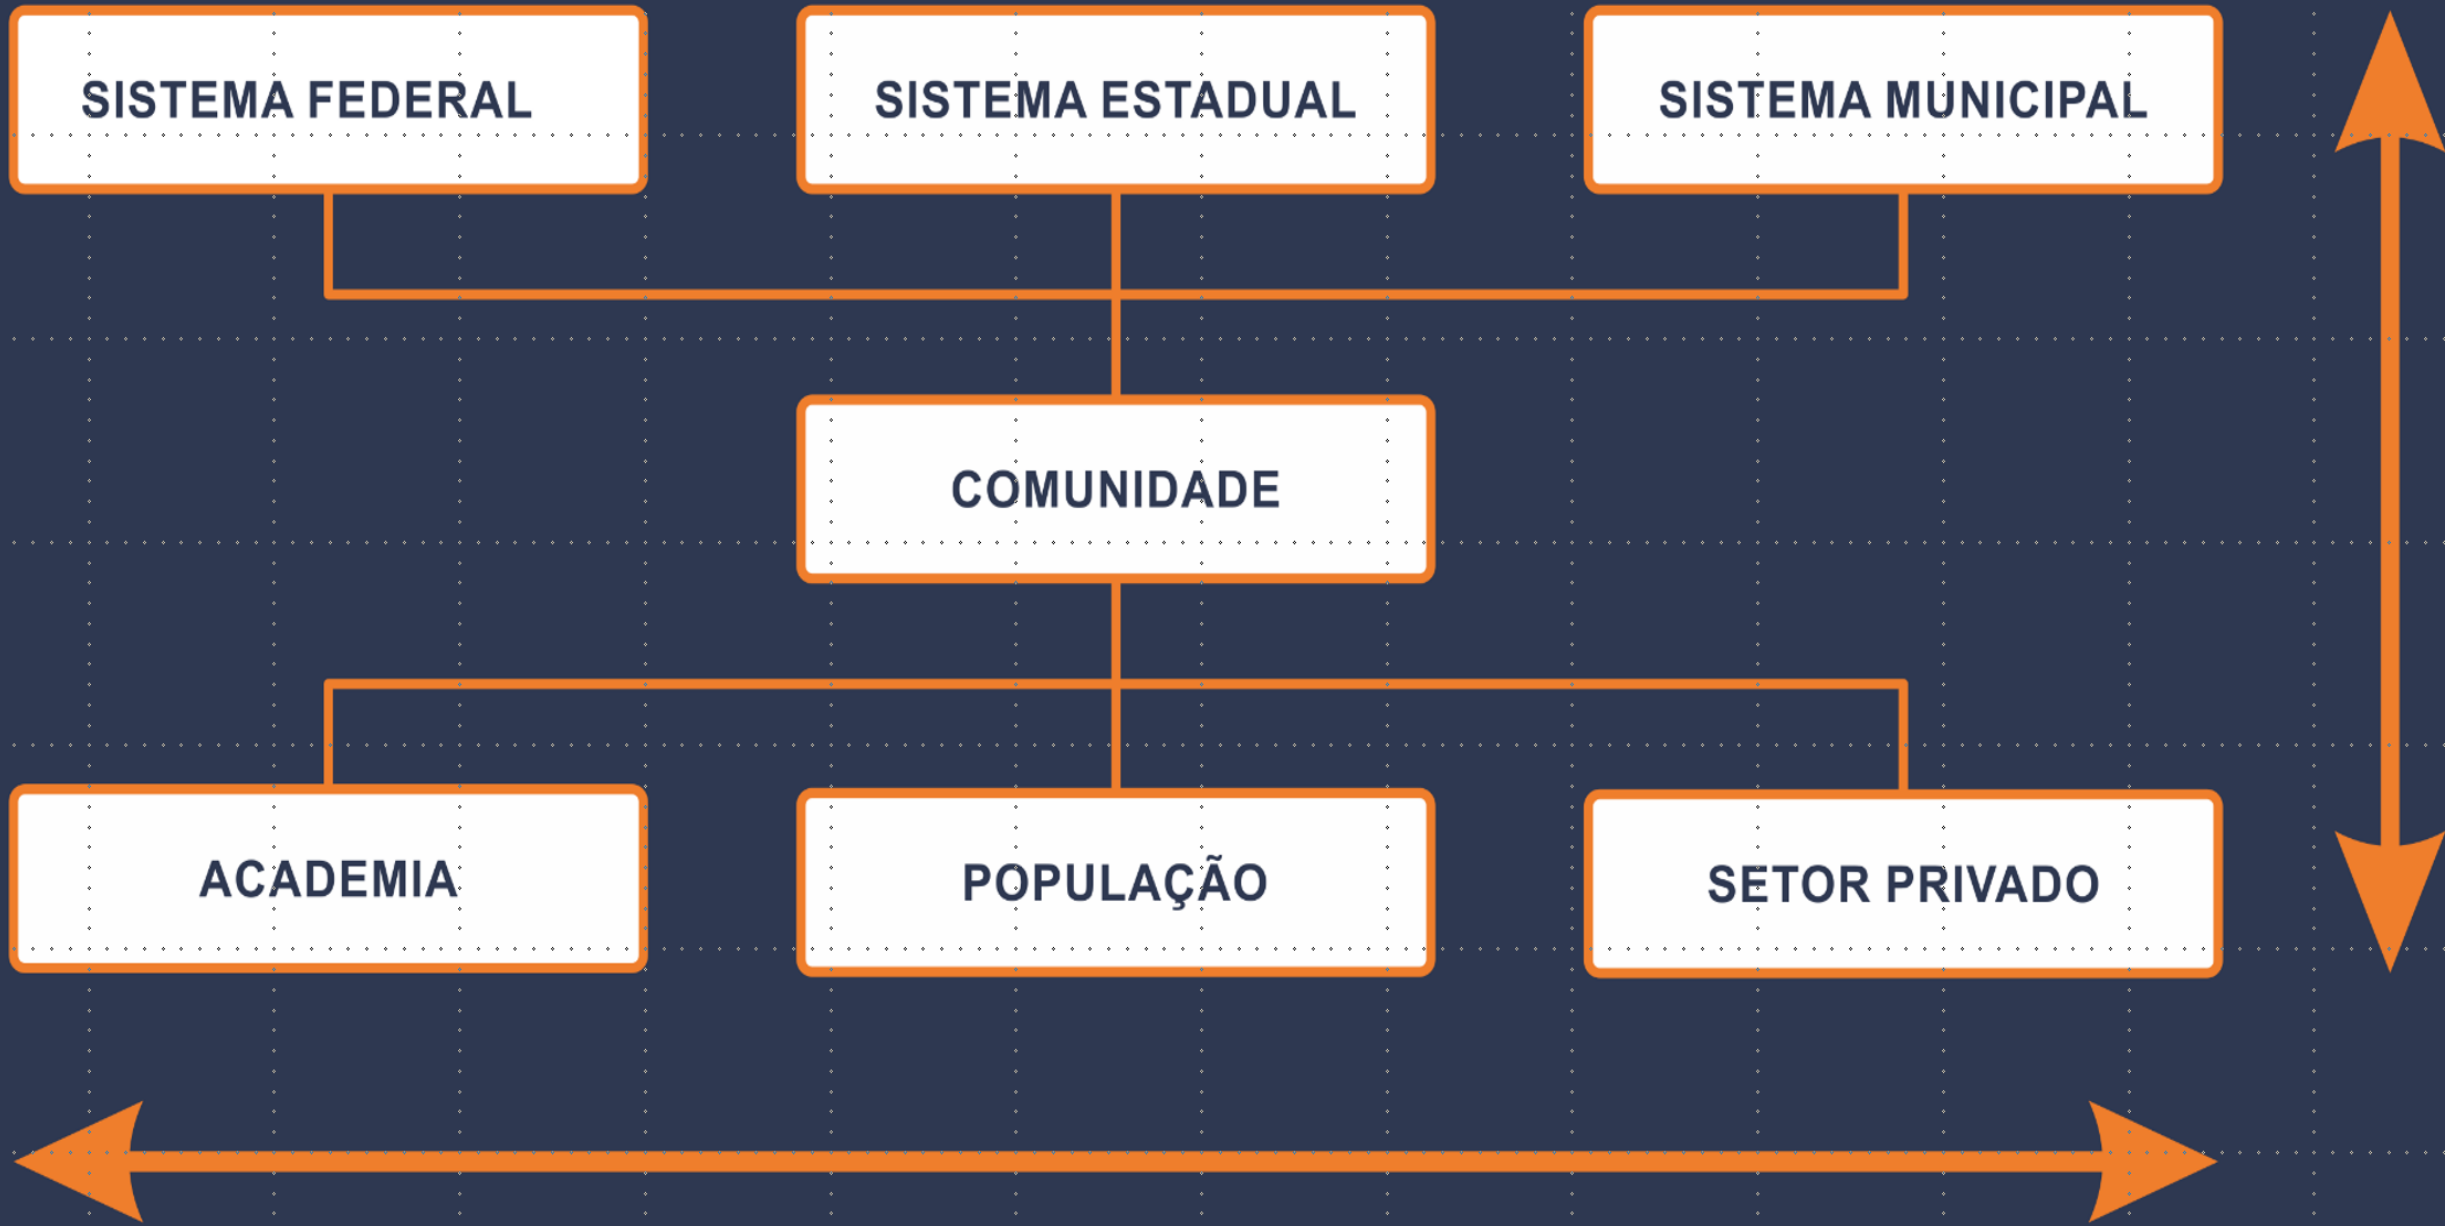 SISTEMA FEDERAL
SISTEMA ESTADUAL
SISTEMA MUNICIPAL
COMUNIDADE
ACADEMIA
POPULAÇÃO
SETOR PRIVADO